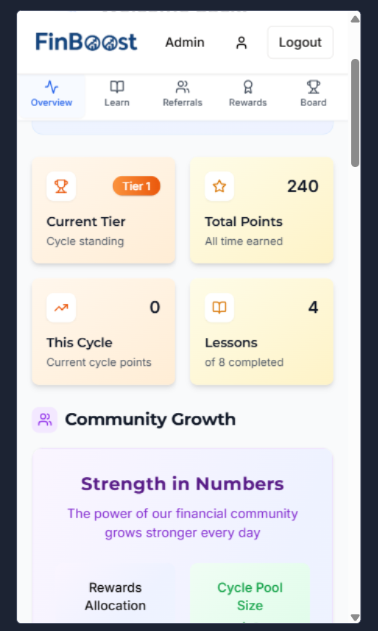 FinBoost Admin Logout
Overview Learn Referrals Rewards Board
Tier 1
Current Tier
Cycle standing
240
Total Points
All time earned
0
This Cycle
Current cycle points
4
Lessons
of 8 completed
Community Growth
Strength in Numbers
The power of our financial community
grows stronger every day
Rewards
Allocation
Cycle Pool
Size